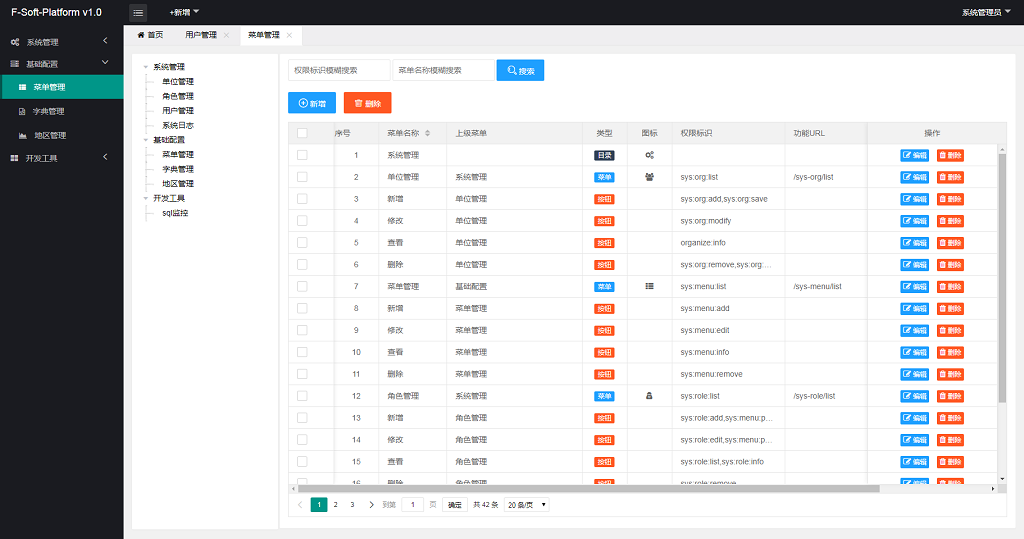 F-Soft-Platform v1.0
+新增
系统管理员
系统管理
基础配置
菜单管理
字典管理
地区管理
开发工具
首页
用户管理
菜单管理
系统管理
单位管理
角色管理
用户管理
系统日志
基础配置
菜单管理
字典管理
地区管理
开发工具
sql监控
权限标识模糊搜索 菜单名称模糊搜索 搜索
新增 删除
序号 菜单名称 上级菜单 类型 图标 权限标识 功能URL 操作
1 系统管理 目录 编辑 删除
2 单位管理 系统管理 菜单 sys:org:list /sys-org/list 编辑 删除
3 新增 单位管理 按钮 sys:org:add,sys:org:save 编辑 删除
4 修改 单位管理 按钮 sys:org:modify 编辑 删除
5 查看 单位管理 按钮 organize:info 编辑 删除
6 删除 单位管理 按钮 sys:org:remove,sys:org:... 编辑 删除
7 菜单管理 基础配置 菜单 sys:menu:list /sys-menu/list 编辑 删除
8 新增 菜单管理 按钮 sys:menu:add 编辑 删除
9 修改 菜单管理 按钮 sys:menu:edit 编辑 删除
10 查看 菜单管理 按钮 sys:menu:info 编辑 删除
11 删除 菜单管理 按钮 sys:menu:remove 编辑 删除
12 角色管理 系统管理 菜单 sys:role:list /sys-role/list 编辑 删除
13 新增 角色管理 按钮 sys:role:add,sys:menu:p... 编辑 删除
14 修改 角色管理 按钮 sys:role:edit,sys:menu:p... 编辑 删除
15 查看 角色管理 按钮 sys:role:list,sys:role:info 编辑 删除
16 删除 角色管理 按钮 sys:role:remove 编辑 删除
1 2 3 到第 1 页 确定 共 42 条 20 条/页